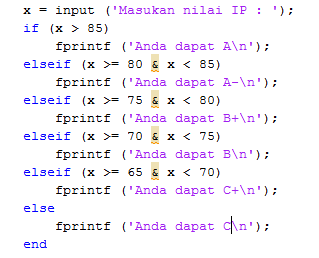 x = input ('Masukan nilai IP : ');
if (x > 85)
    fprintf ('Anda dapat A\n');
elseif (x >= 80 & x < 85)
    fprintf ('Anda dapat A-\n');
elseif (x >= 75 & x < 80)
    fprintf ('Anda dapat B+\n');
elseif (x >= 70 & x < 75)
    fprintf ('Anda dapat B\n');
elseif (x >= 65 & x < 70)
    fprintf ('Anda dapat C+\n');
else
    fprintf ('Anda dapat C\n');
end